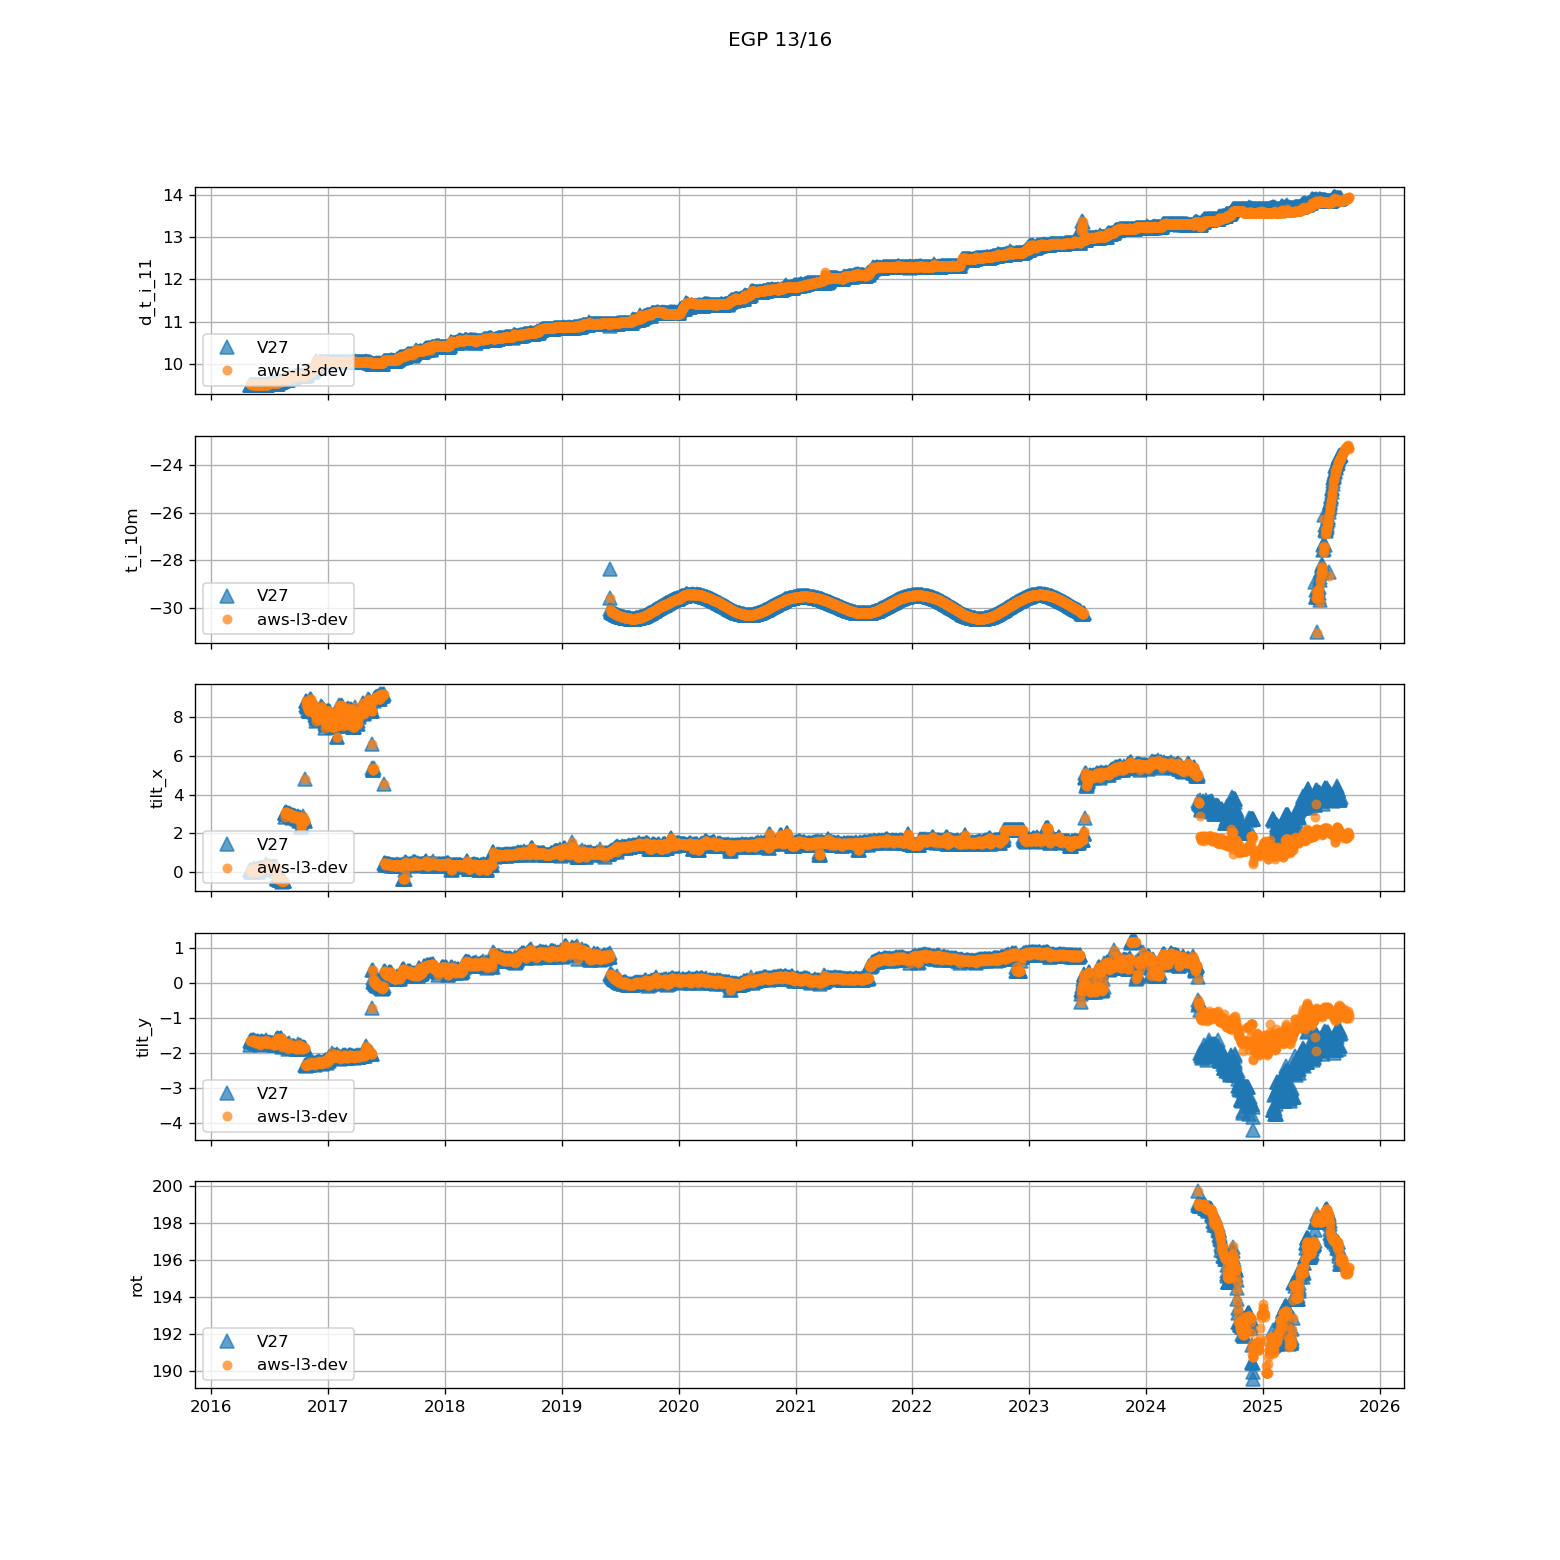 EGP 13/16
14
13
12
11
10
d_t_i_11
V27
aws-l3-dev
−24
−26
−28
−30
t_i_10m
V27
aws-l3-dev
8
6
4
2
0
tilt_x
V27
aws-l3-dev
1
0
−1
−2
−3
−4
tilt_y
V27
aws-l3-dev
200
198
196
194
192
190
rot
V27
aws-l3-dev
2016 2017 2018 2019 2020 2021 2022 2023 2024 2025 2026